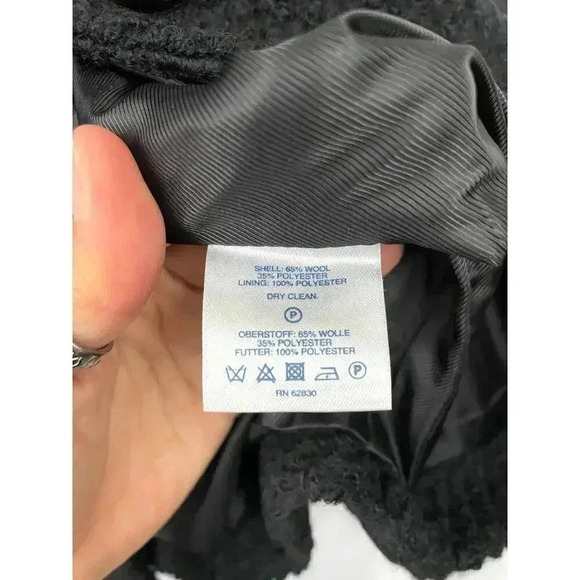 SHELL: 65% WOOL
35% POLYESTER
LINING: 100% POLYESTER
DRY CLEAN.
P
OBERSTOFF: 65% WOLLE
35% POLYESTER
FUTTER: 100% POLYESTER
P
RN 62830